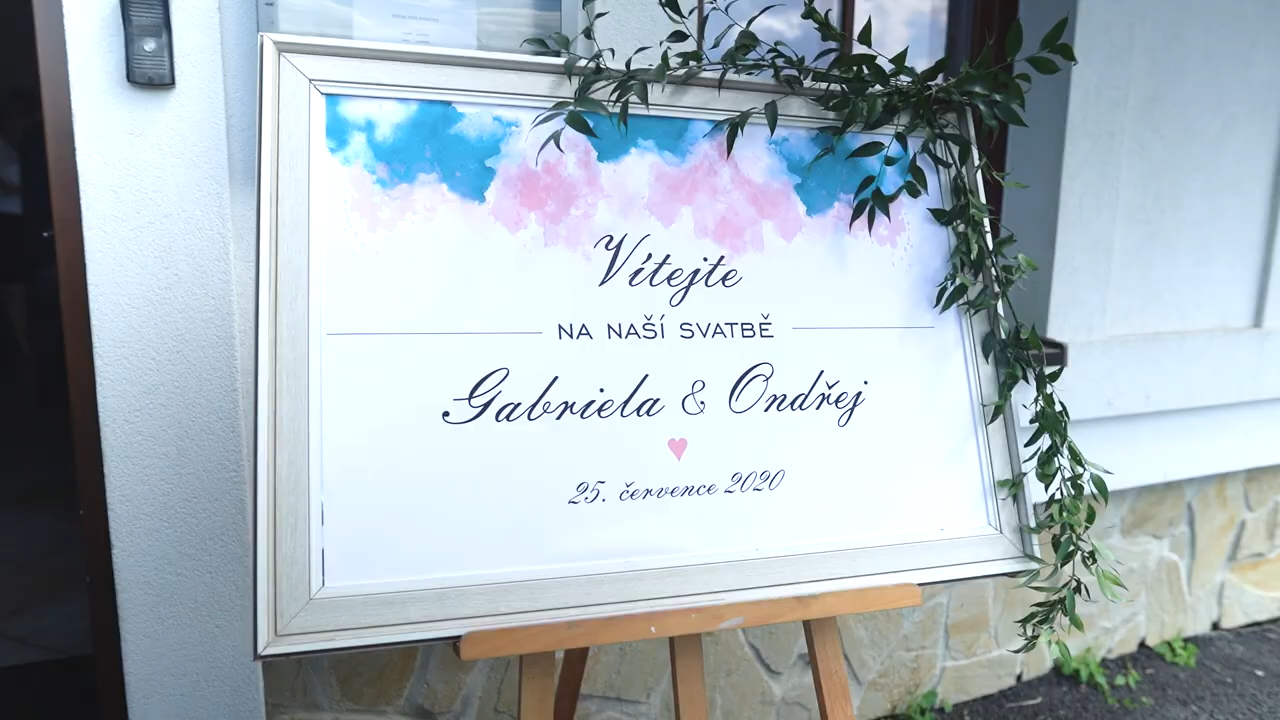 Vítejte
NA NAŠÍ SVATBĚ
Gabriela & Ondřej
25. července 2020